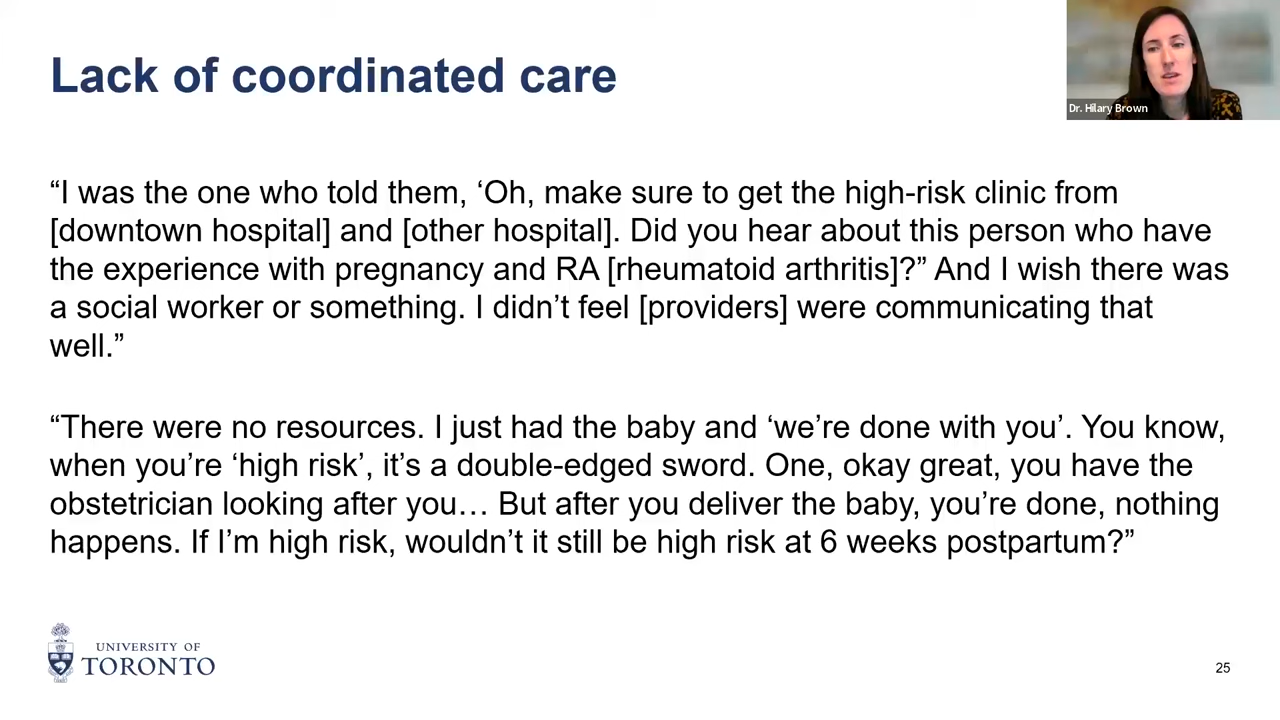 Lack of coordinated care
Dr. Hilary Brown
“I was the one who told them, ‘Oh, make sure to get the high-risk clinic from
[downtown hospital] and [other hospital]. Did you hear about this person who have
the experience with pregnancy and RA [rheumatoid arthritis]?” And I wish there was
a social worker or something. I didn’t feel [providers] were communicating that
well.”
“There were no resources. I just had the baby and ‘we’re done with you’. You know,
when you’re ‘high risk’, it’s a double-edged sword. One, okay great, you have the
obstetrician looking after you… But after you deliver the baby, you’re done, nothing
happens. If I’m high risk, wouldn’t it still be high risk at 6 weeks postpartum?”
UNIVERSITY OF
TORONTO
25